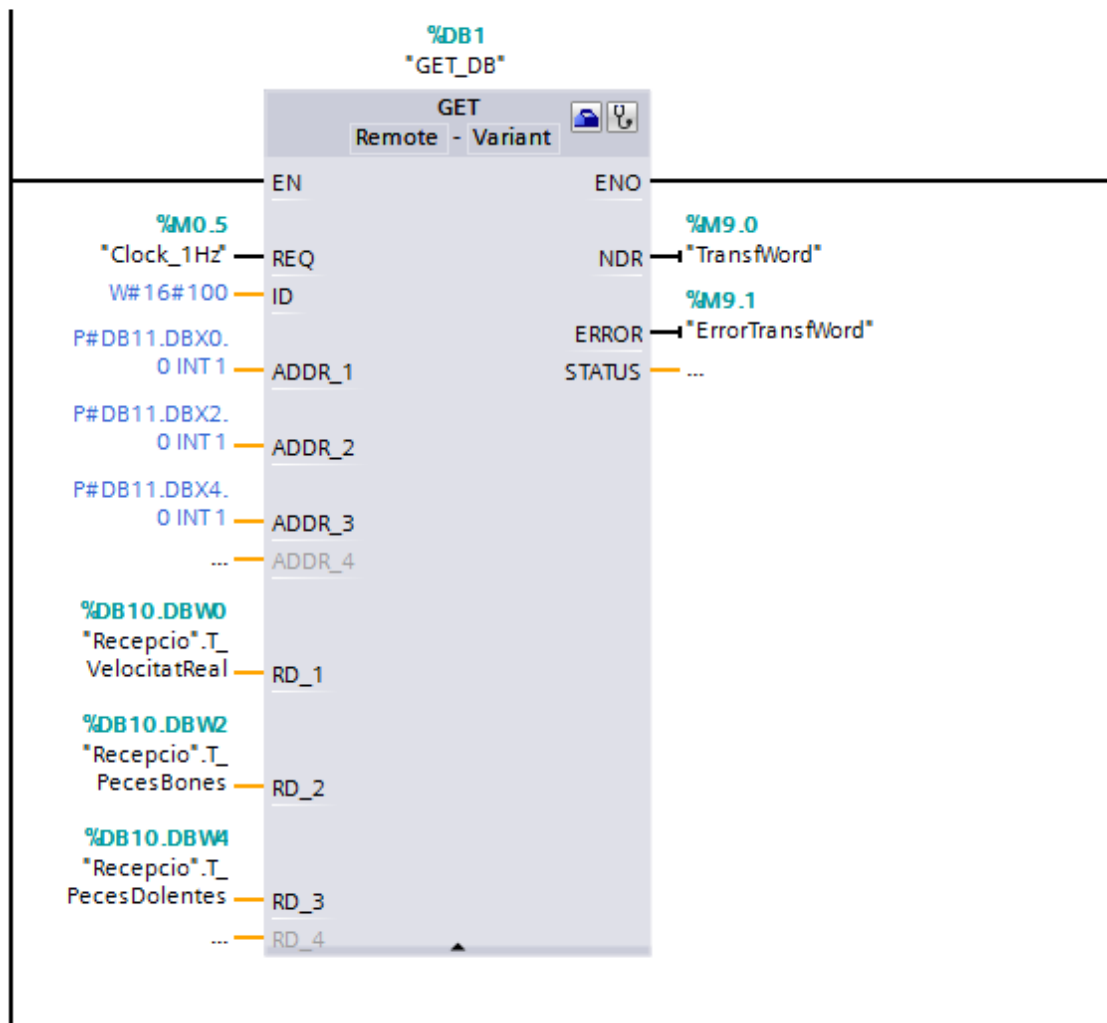 %DB1
"GET_DB"
GET
Remote - Variant
EN
ENO
%M0.5
"Clock_1Hz"
REQ
%M9.0
NDR
"TransfWord"
W#16#100
ID
%M9.1
ERROR
"ErrorTransfWord"
P#DB11.DBX0.
0 INT 1
ADDR_1
STATUS
...
P#DB11.DBX2.
0 INT 1
ADDR_2
P#DB11.DBX4.
0 INT 1
ADDR_3
...
ADDR_4
%DB10.DBW0
"Recepcio".T_
VelocitatReal
RD_1
%DB10.DBW2
"Recepcio".T_
PecesBones
RD_2
%DB10.DBW4
"Recepcio".T_
PecesDolentes
RD_3
...
RD_4